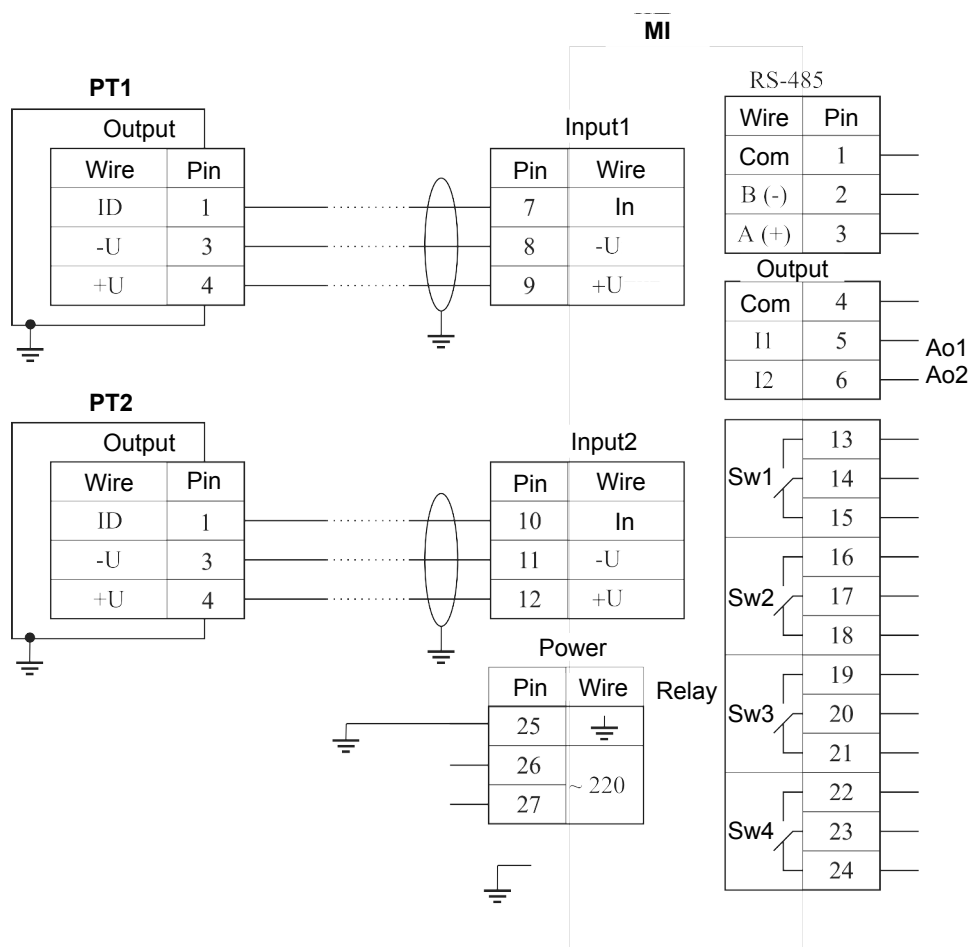 MI
PT1
Output
Wire Pin
ID 1
-U 3
+U 4
Input1
Pin Wire
7 In
8 -U
9 +U
RS-485
Wire Pin
Com 1
B (-) 2
A (+) 3
Output
Com 4
I1 5 Ao1
I2 6 Ao2
PT2
Output
Wire Pin
ID 1
-U 3
+U 4
Input2
Pin Wire
10 In
11 -U
12 +U
Power
Pin Wire
25
26
27
~ 220
Relay
Sw1
13
14
15
Sw2
16
17
18
Sw3
19
20
21
Sw4
22
23
24